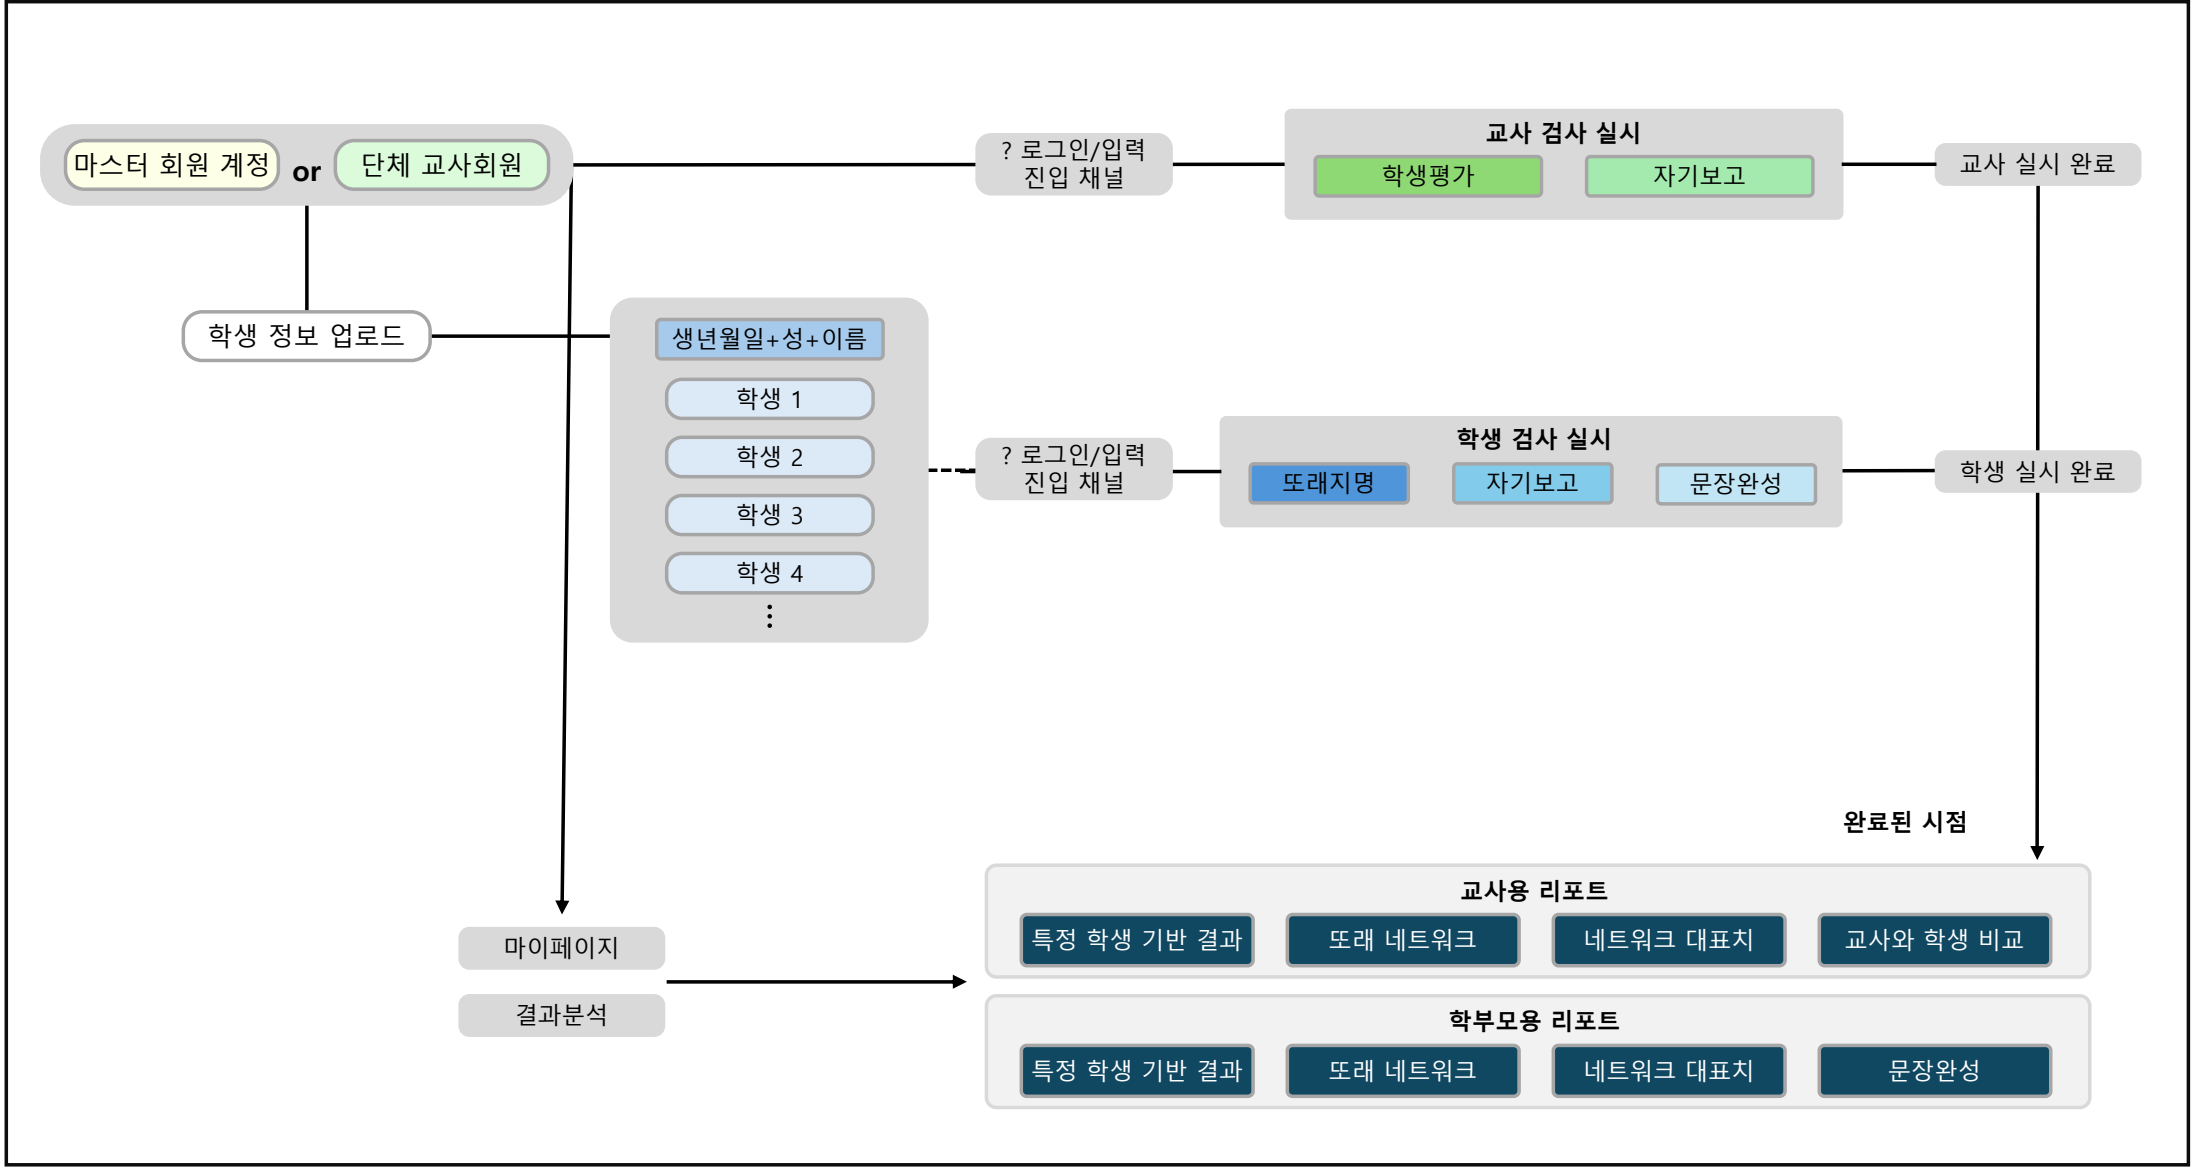 마스터 회원 계정
or
단체 교사회원
? 로그인/입력
진입 채널
교사 검사 실시
학생평가
자기보고
교사 실시 완료
학생 정보 업로드
생년월일+성+이름
학생 1
학생 2
학생 3
학생 4
⋮
? 로그인/입력
진입 채널
학생 검사 실시
또래지명
자기보고
문장완성
학생 실시 완료
완료된 시점
마이페이지
결과분석
교사용 리포트
특정 학생 기반 결과
또래 네트워크
네트워크 대표치
교사와 학생 비교
학부모용 리포트
특정 학생 기반 결과
또래 네트워크
네트워크 대표치
문장완성